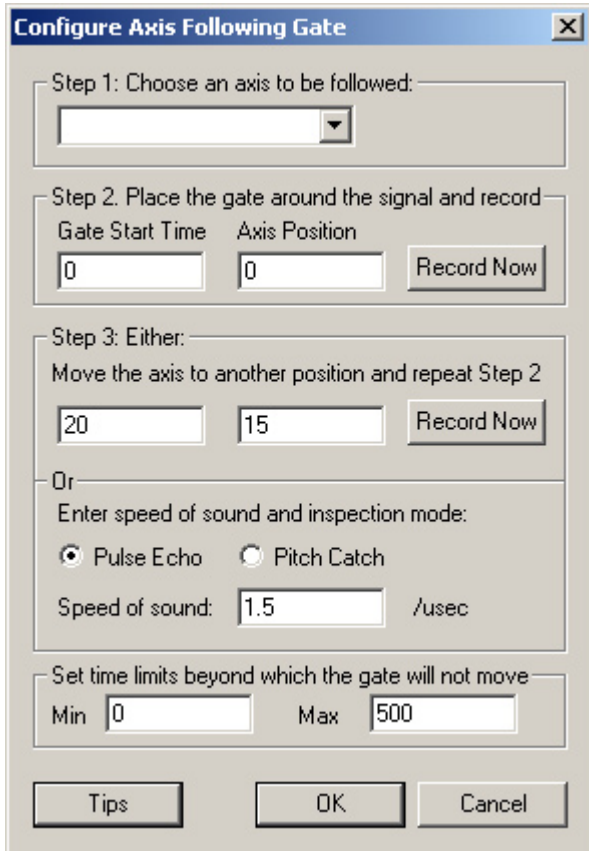 Configure Axis Following Gate
Step 1: Choose an axis to be followed:
Step 2. Place the gate around the signal and record
Gate Start Time Axis Position
0 0 Record Now
Step 3: Either:
Move the axis to another position and repeat Step 2
20 15 Record Now
Or
Enter speed of sound and inspection mode:
Pulse Echo Pitch Catch
Speed of sound: 1.5 /usec
Set time limits beyond which the gate will not move
Min 0 Max 500
Tips OK Cancel